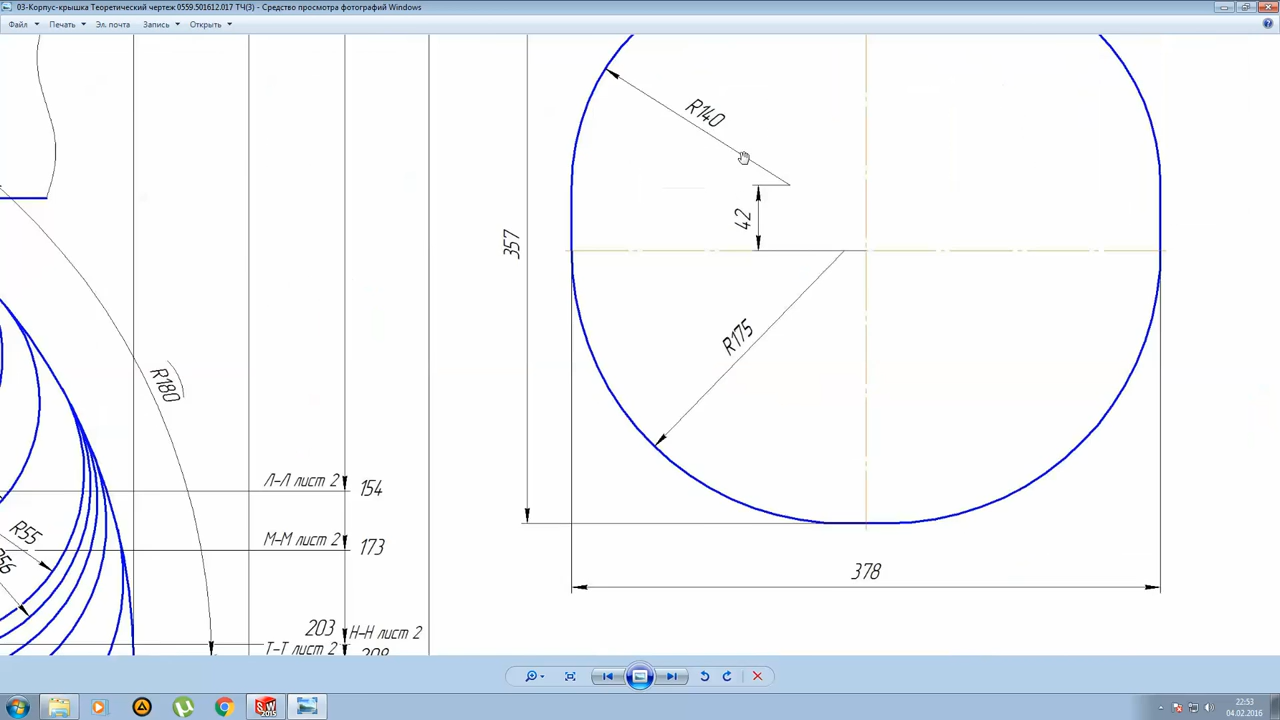 03-Корпус-крышка Теоретический чертеж 0559.501612.017 ТЧ(3) - Средство просмотра фотографий Windows
Файл Печать Эл. почта Запись Открыть
R140
42
357
R175
R180
Л-Л лист 2 154
R55
М-М лист 2 173
378
203 Н-Н лист 2
Т-Т лист 2
SW
2015
22:53
04.02.2016